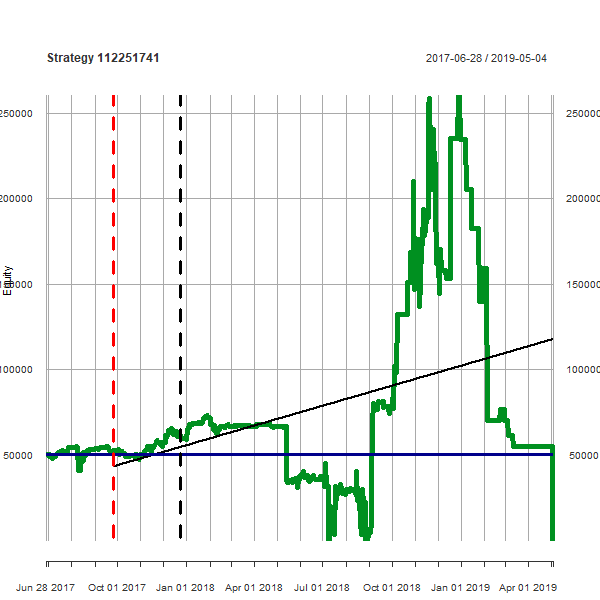 Strategy 112251741
2017-06-28 / 2019-05-04
250000 250000
200000 200000
150000 150000
100000 100000
50000 50000
Equity
Jun 28 2017 Oct 01 2017 Jan 01 2018 Apr 01 2018 Jul 01 2018 Oct 01 2018 Jan 01 2019 Apr 01 2019